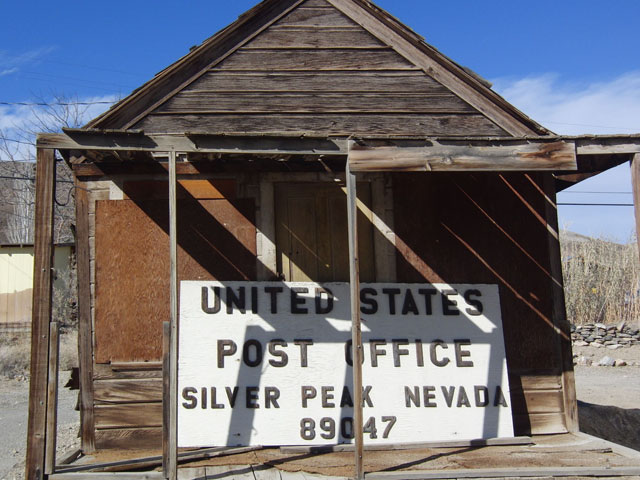 UNITED STATES
POST OFFICE
SILVER PEAK NEVADA
89047